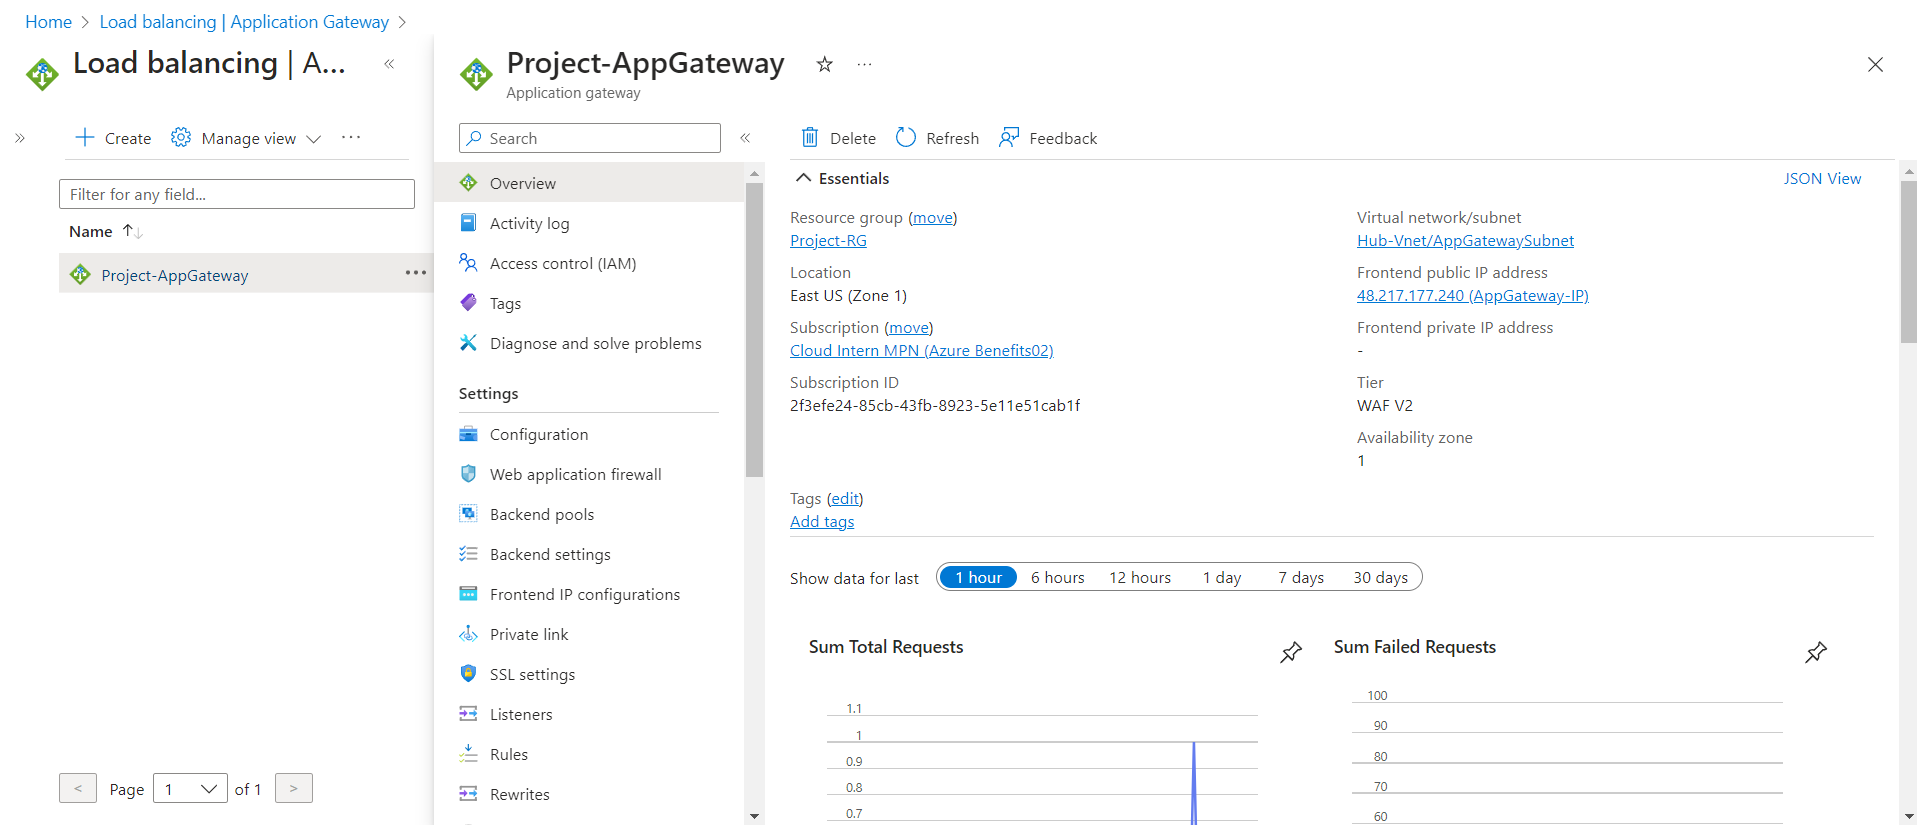 Home > Load balancing | Application Gateway >
Load balancing | A...
«
»
Create
Manage view
...
Filter for any field...
Name ↑↓
Project-AppGateway ...
< Page 1 of 1 >
Project-AppGateway
...
Application gateway
Search
«
Overview
Activity log
Access control (IAM)
Tags
Diagnose and solve problems
Settings
Configuration
Web application firewall
Backend pools
Backend settings
Frontend IP configurations
Private link
SSL settings
Listeners
Rules
Rewrites
Delete
Refresh
Feedback
Essentials
JSON View
Resource group (move)
Project-RG
Location
East US (Zone 1)
Subscription (move)
Cloud Intern MPN (Azure Benefits02)
Subscription ID
2f3efe24-85cb-43fb-8923-5e11e51cab1f
Virtual network/subnet
Hub-Vnet/AppGatewaySubnet
Frontend public IP address
48.217.177.240 (AppGateway-IP)
Frontend private IP address
-
Tier
WAF V2
Availability zone
1
Tags (edit)
Add tags
Show data for last
1 hour
6 hours
12 hours
1 day
7 days
30 days
Sum Total Requests
1.1
1
0.9
0.8
0.7
Sum Failed Requests
100
90
80
70
60